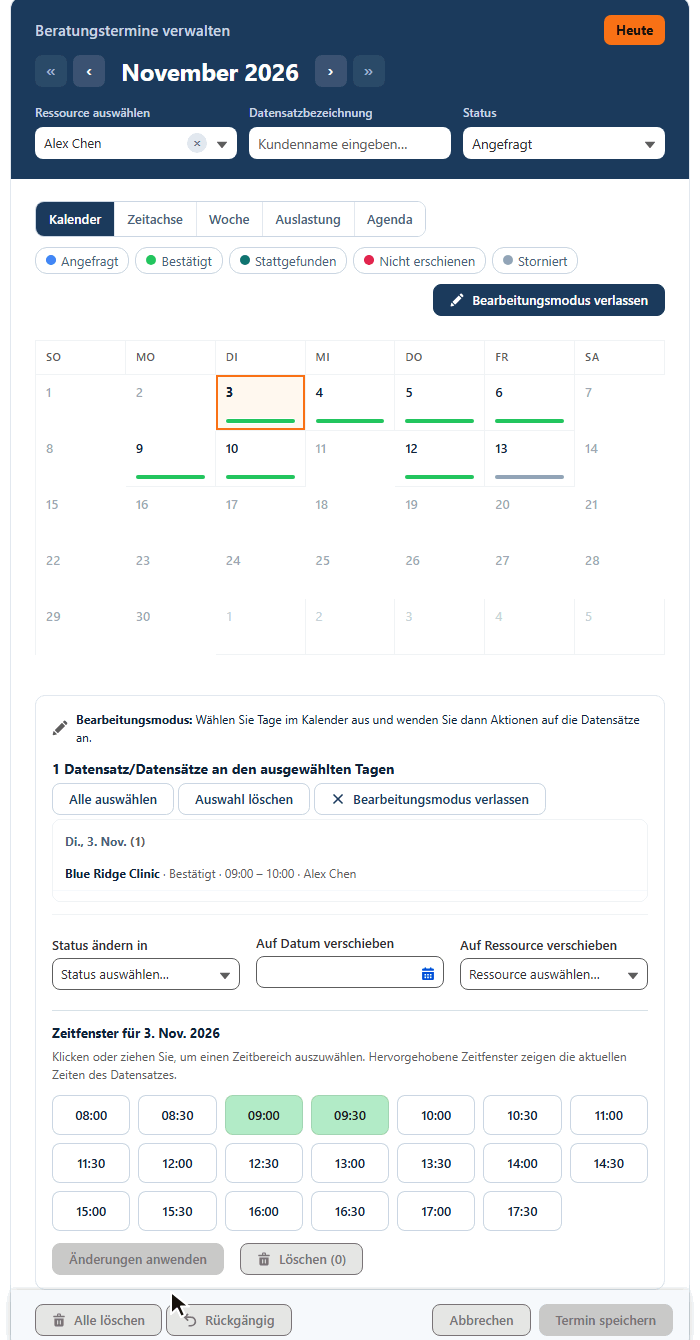 Beratungstermine verwalten
Heute
« ‹ November 2026 › »
Ressource auswählen Datensatzbezeichnung Status
Alex Chen × Kundenname eingeben... Angefragt
Kalender Zeitachse Woche Auslastung Agenda
Angefragt Bestätigt Stattgefunden Nicht erschienen Storniert
Bearbeitungsmodus verlassen
SO MO DI MI DO FR SA
1 2 3 4 5 6 7
8 9 10 11 12 13 14
15 16 17 18 19 20 21
22 23 24 25 26 27 28
29 30 1 2 3 4 5
Bearbeitungsmodus: Wählen Sie Tage im Kalender aus und wenden Sie dann Aktionen auf die Datensätze
an.
1 Datensatz/Datensätze an den ausgewählten Tagen
Alle auswählen Auswahl löschen Bearbeitungsmodus verlassen
Di., 3. Nov. (1)
Blue Ridge Clinic · Bestätigt · 09:00 – 10:00 · Alex Chen
Status ändern in Auf Datum verschieben Auf Ressource verschieben
Status auswählen... Ressource auswählen...
Zeitfenster für 3. Nov. 2026
Klicken oder ziehen Sie, um einen Zeitbereich auszuwählen. Hervorgehobene Zeitfenster zeigen die aktuellen
Zeiten des Datensatzes.
08:00 08:30 09:00 09:30 10:00 10:30 11:00
11:30 12:00 12:30 13:00 13:30 14:00 14:30
15:00 15:30 16:00 16:30 17:00 17:30
Änderungen anwenden Löschen (0)
Alle löschen Rückgängig Abbrechen Termin speichern